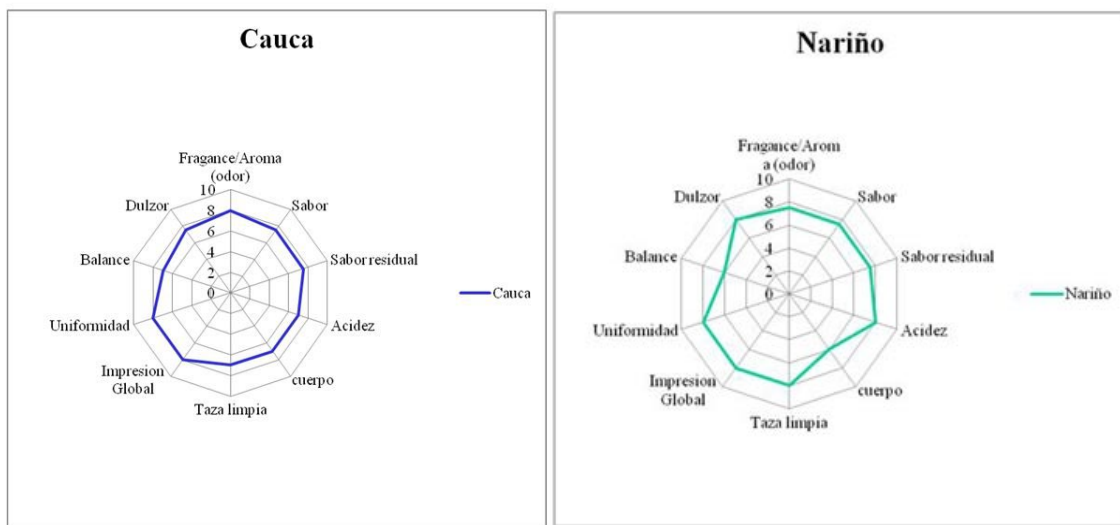 Cauca
Fragance/Aroma
(odor)
Sabor
Sabor residual
Acidez
cuerpo
Taza limpia
Impresion
Global
Uniformidad
Balance
Dulzor
10
8
6
4
2
0
Cauca
Nariño
Fragance/Arom
a (odor)
Sabor
Sabor residual
Acidez
cuerpo
Taza limpia
Impresion
Global
Uniformidad
Balance
Dulzor
10
8
6
4
2
0
Nariño